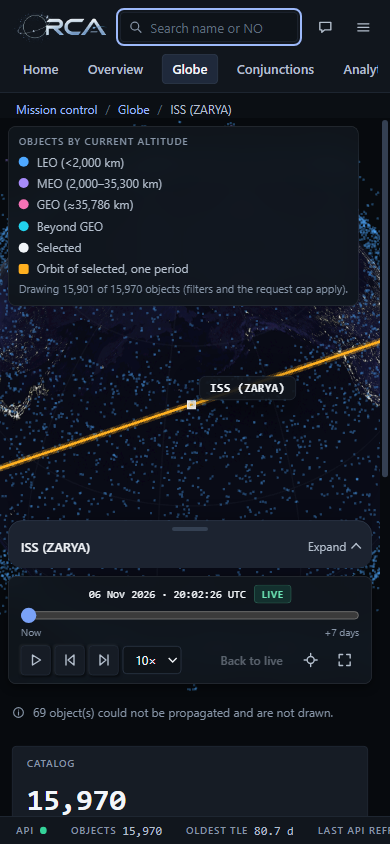 ORCA
Search name or NO
Home Overview Globe Conjunctions Analy
Mission control / Globe / ISS (ZARYA)
OBJECTS BY CURRENT ALTITUDE
LEO (<2,000 km)
MEO (2,000–35,300 km)
GEO (≈35,786 km)
Beyond GEO
Selected
Orbit of selected, one period
Drawing 15,901 of 15,970 objects (filters and the request cap apply).
ISS (ZARYA)
ISS (ZARYA) Expand
06 Nov 2026 · 20:02:26 UTC LIVE
Now +7 days
10× Back to live
69 object(s) could not be propagated and are not drawn.
CATALOG
15,970
API OBJECTS 15,970 OLDEST TLE 80.7 d LAST API REF